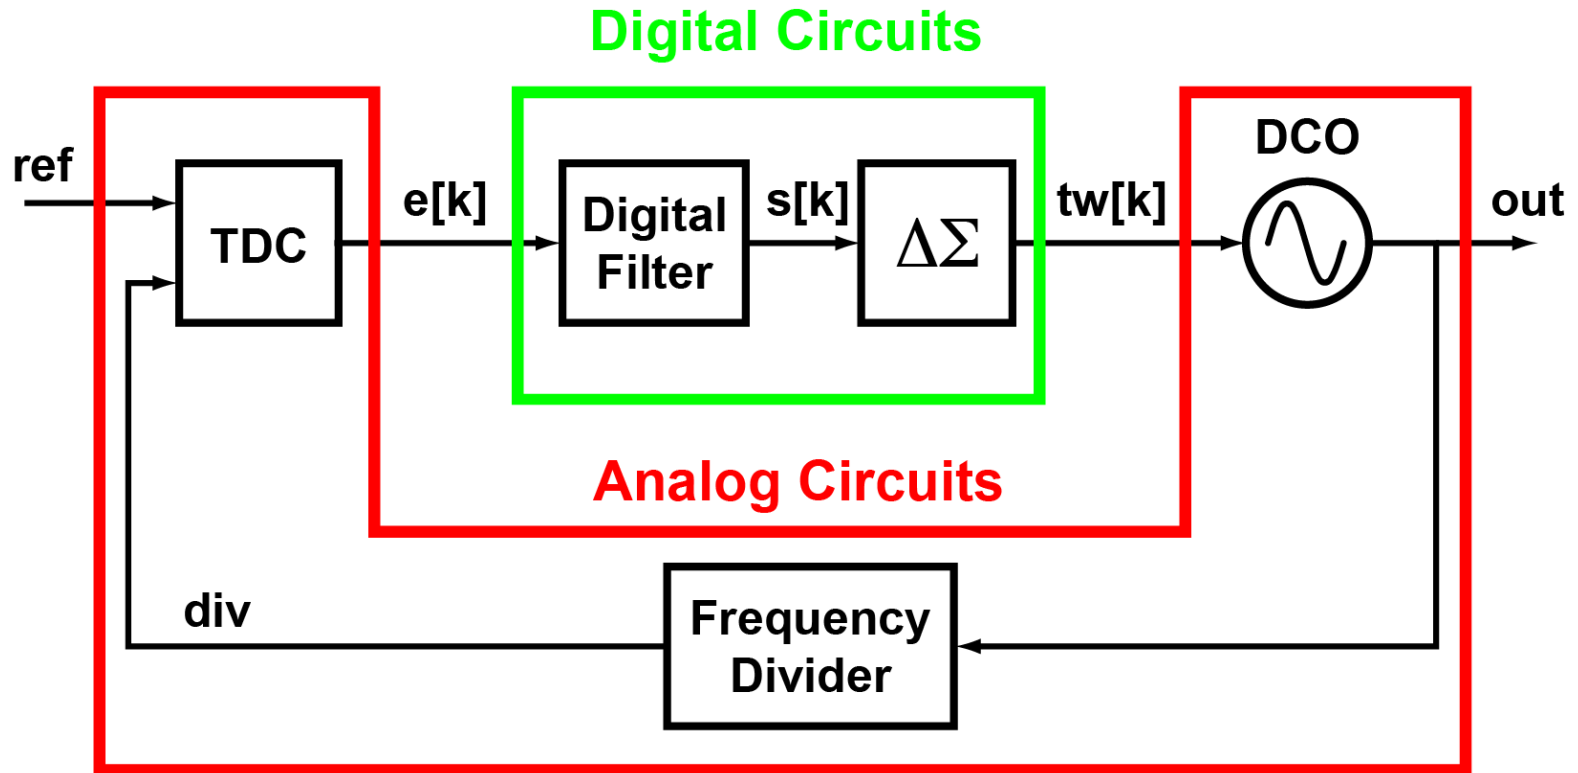 Digital Circuits
DCO
ref
e[k]
s[k]
tw[k]
out
TDC
Digital
Filter
ΔΣ
Analog Circuits
div
Frequency
Divider